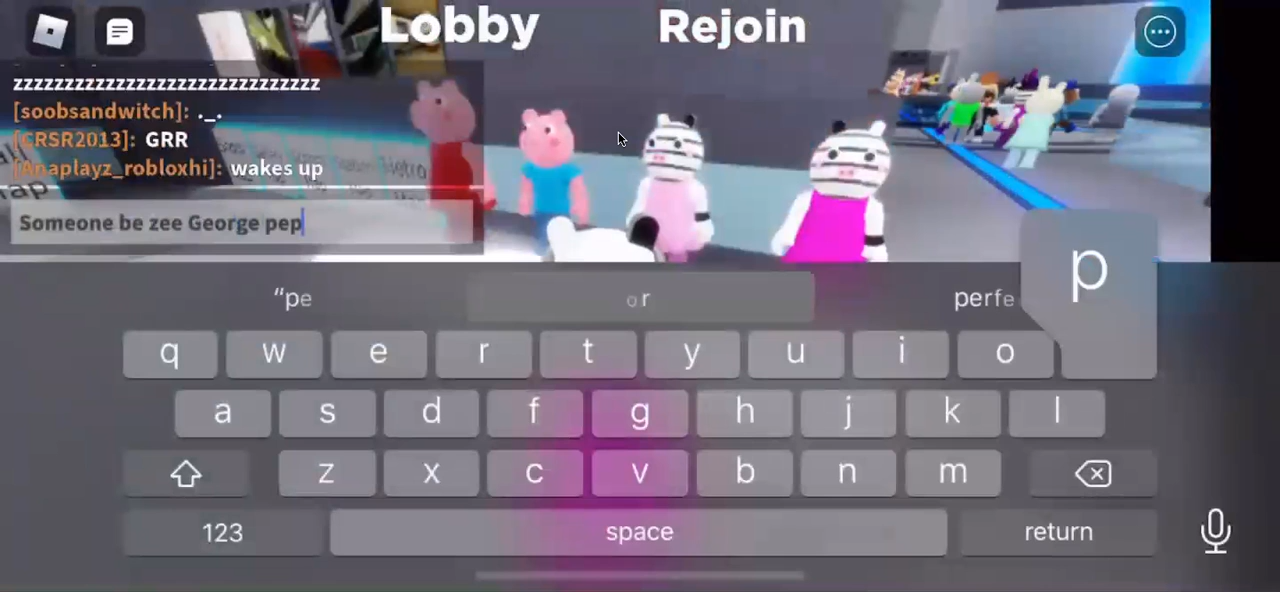 Lobby
Rejoin
zzzzzzzzzzzzzzzzzzzzzzzzzzzzzz
[soobsandwitch]: ._.
[CRSR2013]: GRR
[Anaplayz_robloxhi]: wakes up
Someone be zee George pep
“pe
or
perfe
p
q w e r t y u i o
a s d f g h j k l
z x c v b n m
123
space
return